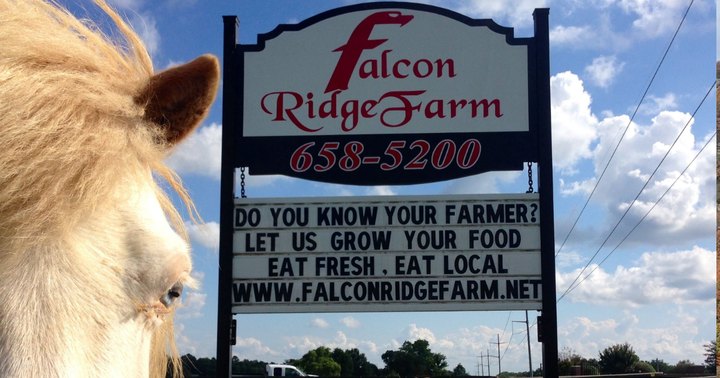 Falcon
RidgeFarm
658-5200
DO YOU KNOW YOUR FARMER?
LET US GROW YOUR FOOD
EAT FRESH . EAT LOCAL
WWW.FALCONRIDGEFARM.NET